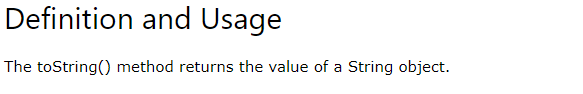 Definition and Usage
The toString() method returns the value of a String object.